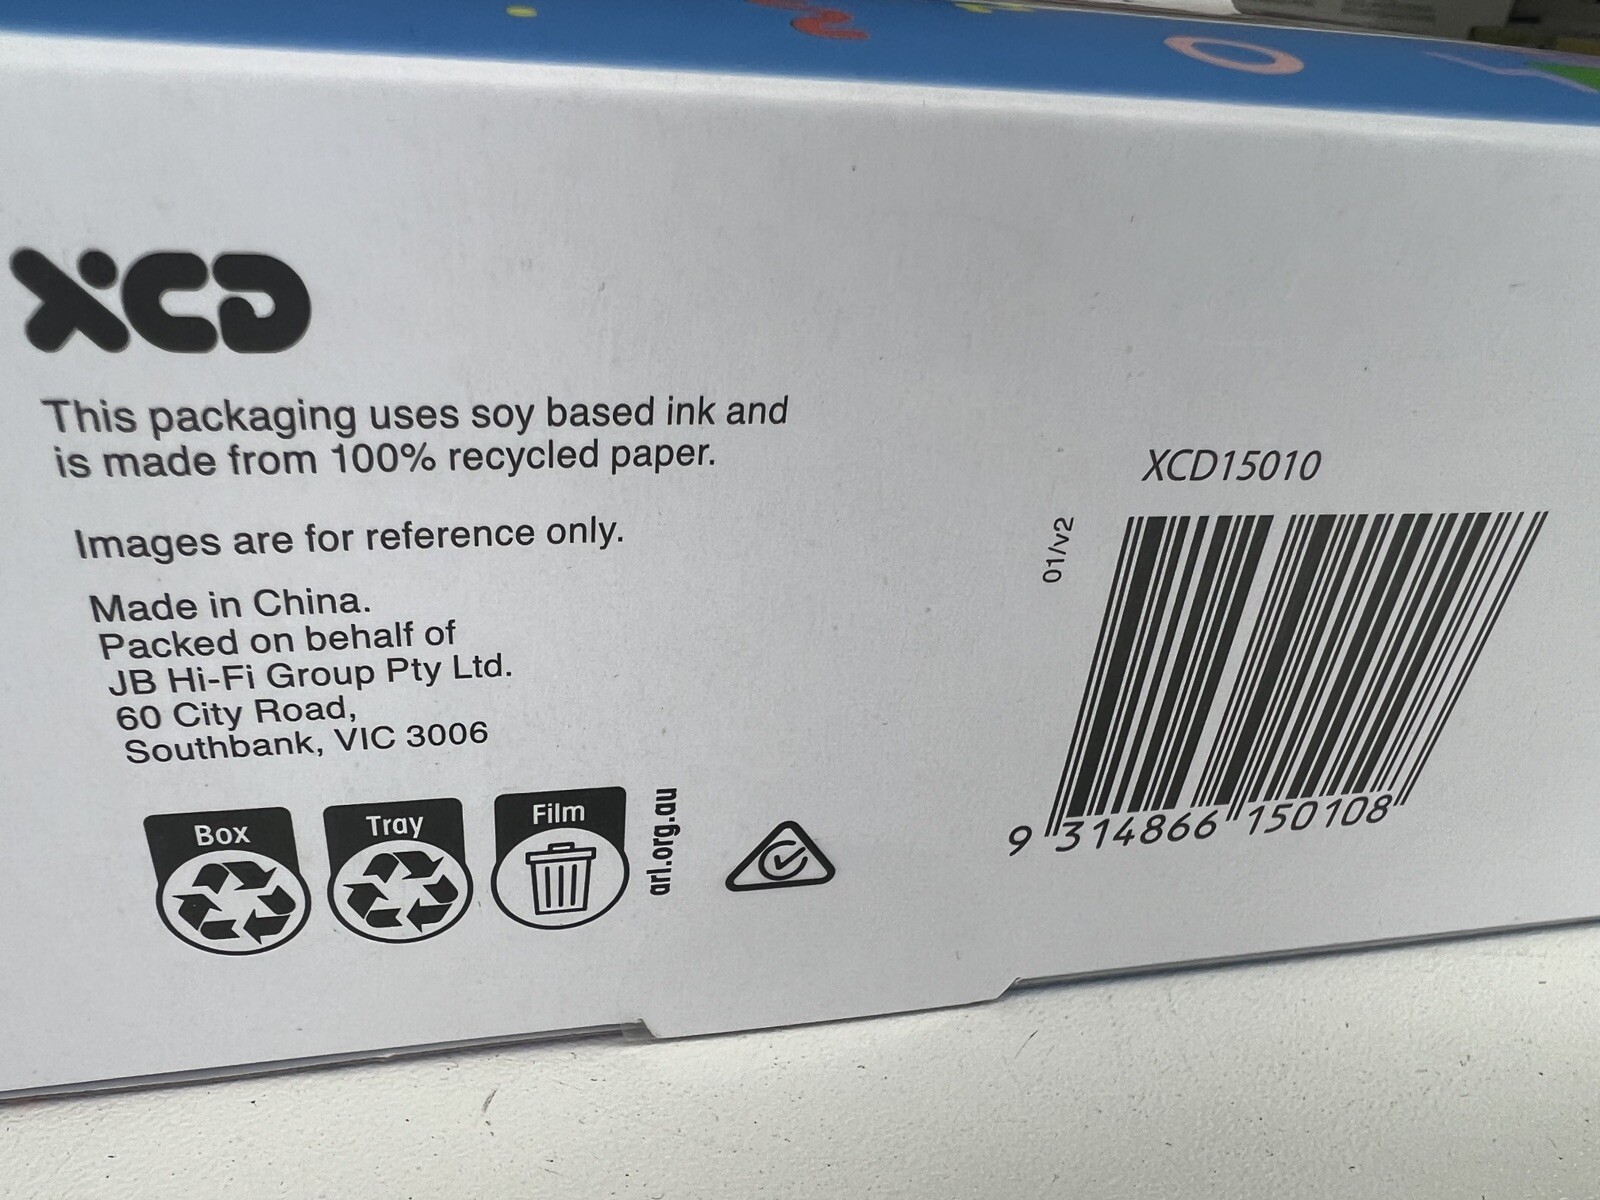 XCD
This packaging uses soy based ink and
is made from 100% recycled paper.
Images are for reference only.
Made in China.
Packed on behalf of
JB Hi-Fi Group Pty Ltd.
60 City Road,
Southbank, VIC 3006
Box
Tray
Film
arl.org.au
XCD15010
01/v2
9 314866 150108